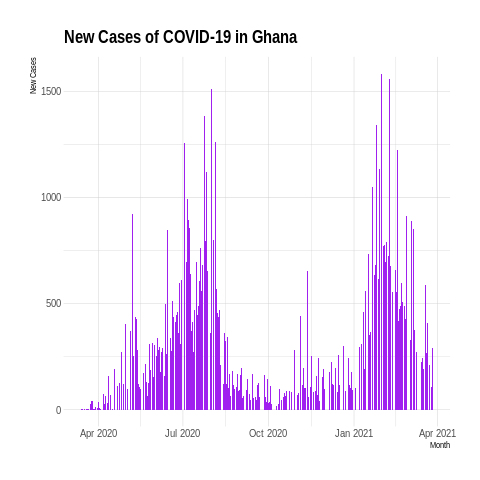 New Cases of COVID-19 in Ghana
New Cases
1500
1000
500
0
Apr 2020
Jul 2020
Oct 2020
Jan 2021
Apr 2021
Month